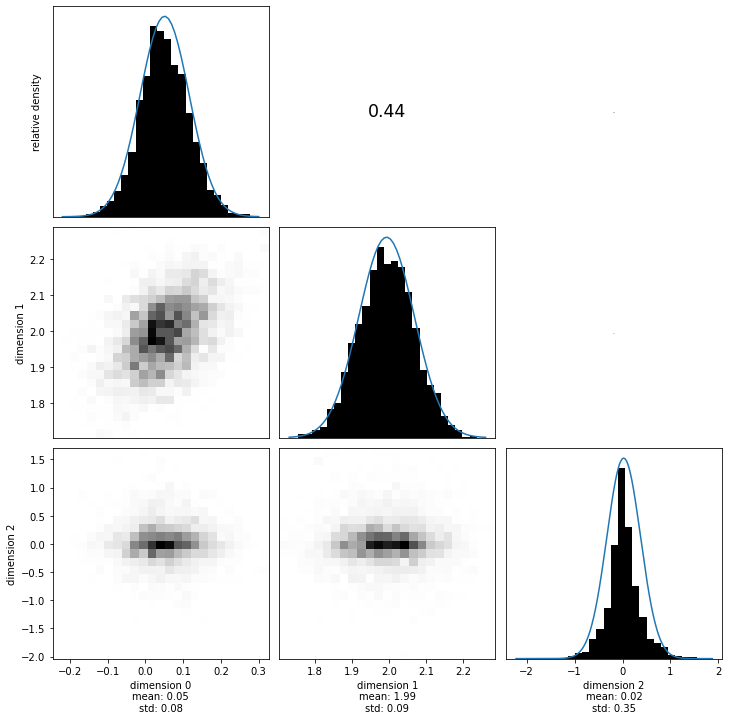 relative density
0.44
dimension 1
2.2
2.1
2.0
1.9
1.8
dimension 2
1.5
1.0
0.5
0.0
−0.5
−1.0
−1.5
−2.0
−0.2 −0.1 0.0 0.1 0.2 0.3
1.8 1.9 2.0 2.1 2.2
−2 −1 0 1 2
dimension 0
mean: 0.05
std: 0.08
dimension 1
mean: 1.99
std: 0.09
dimension 2
mean: 0.02
std: 0.35